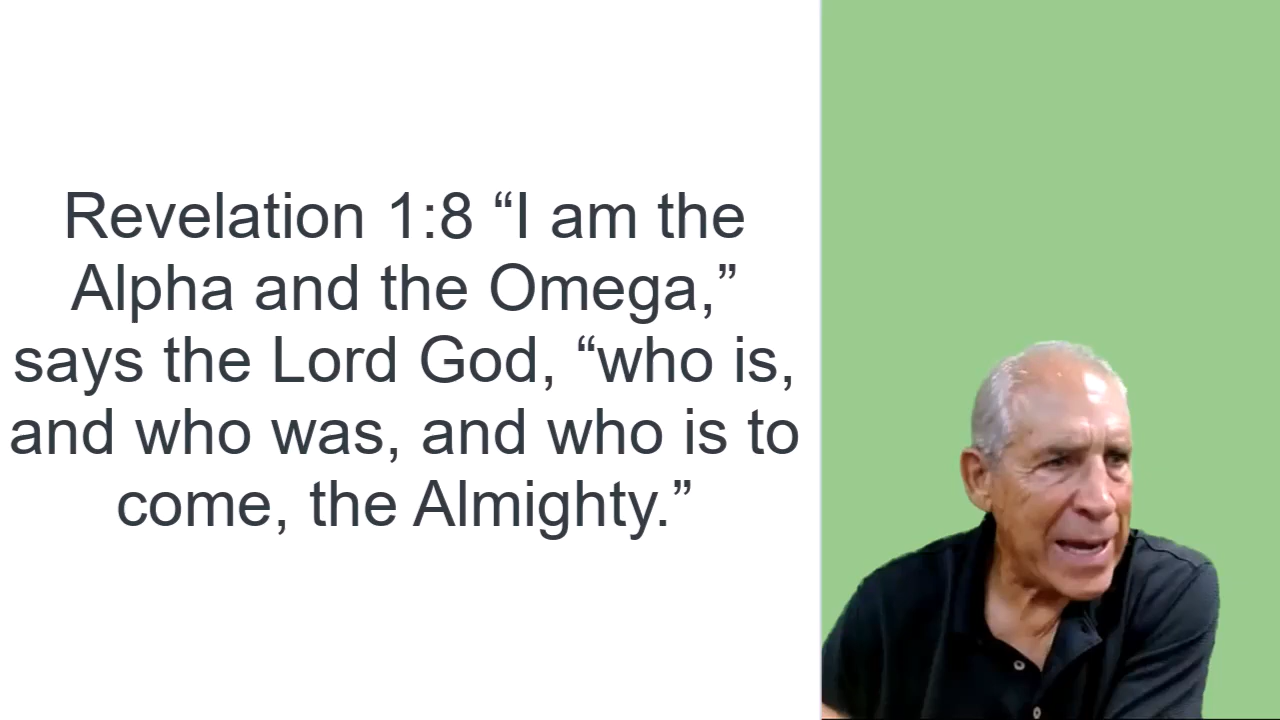 Revelation 1:8 “I am the
Alpha and the Omega,”
says the Lord God, “who is,
and who was, and who is to
come, the Almighty.”